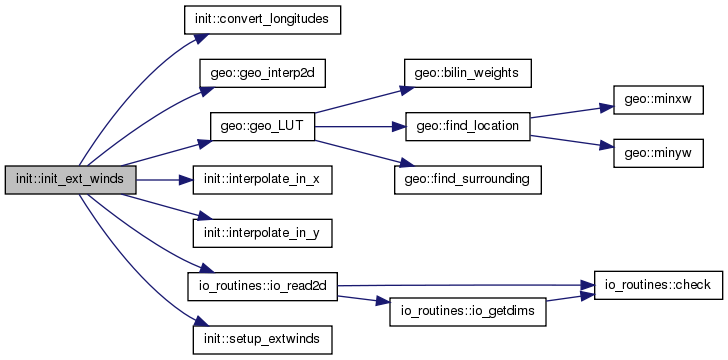 init::convert_longitudes
geo::geo_interp2d
geo::bilin_weights
geo::minxw
geo::geo_LUT
geo::find_location
geo::minyw
init::init_ext_winds
init::interpolate_in_x
geo::find_surrounding
init::interpolate_in_y
io_routines::io_read2d
io_routines::check
io_routines::io_getdims
init::setup_extwinds